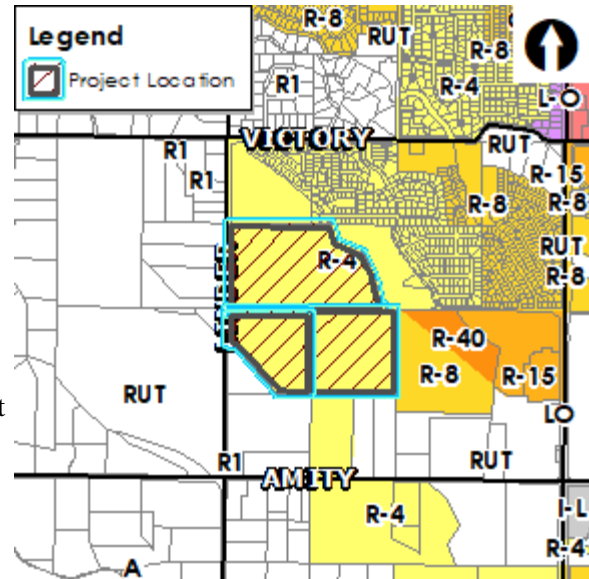 Legend
Project Location
R-8
RUT
R-8
R1
R-4
L-O
VICTORY
RUT
R1
R1
R-15
R-8
R-8
R-4
RUT
R-8
R-40
R-8
R-15
RUT
t
LO
R1
RUT
AMITY
R-4
I-L
R-4
A